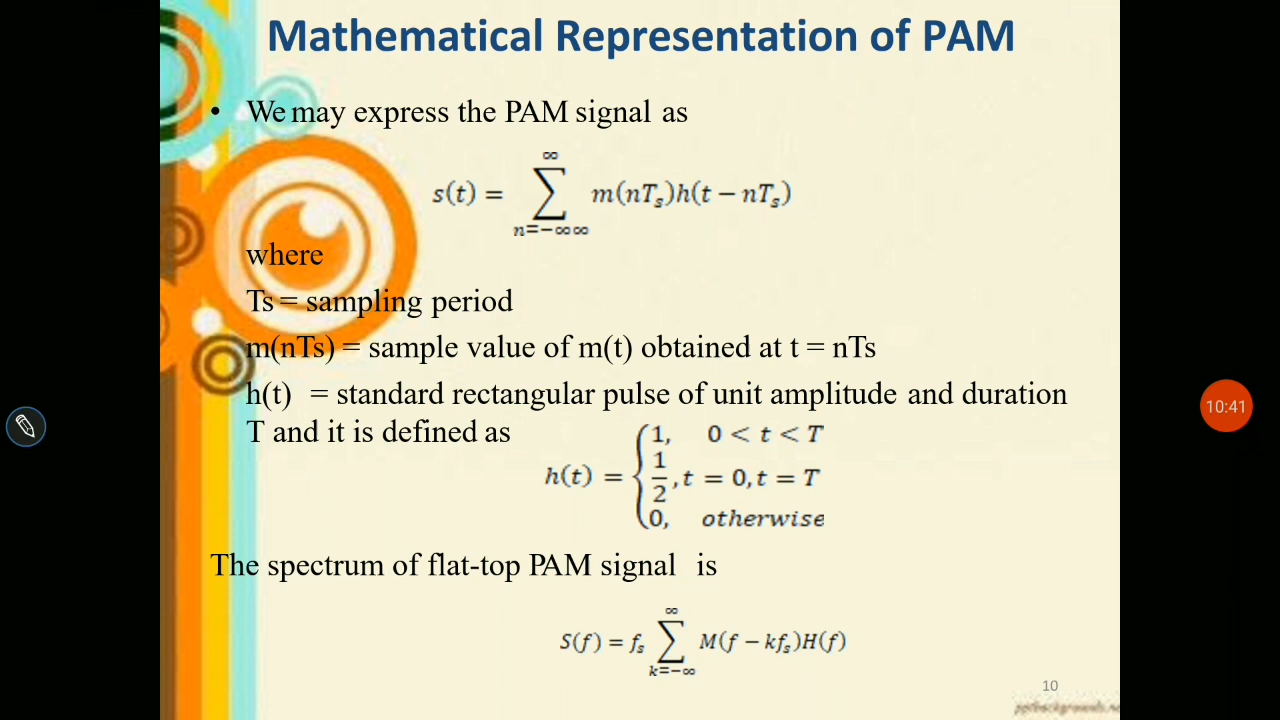 Mathematical Representation of PAM
• We may express the PAM signal as
s(t) = ∑_{n=−∞∞}^{∞} m(nT_s)h(t − nT_s)
where
Ts = sampling period
m(nTs) = sample value of m(t) obtained at t = nTs
h(t) = standard rectangular pulse of unit amplitude and duration
T and it is defined as
h(t) = { 1, 0 < t < T
1/2 , t = 0, t = T
0, otherwise
The spectrum of flat-top PAM signal is
S(f) = f_s ∑_{k=−∞}^{∞} M(f − kf_s)H(f)
10
10:41